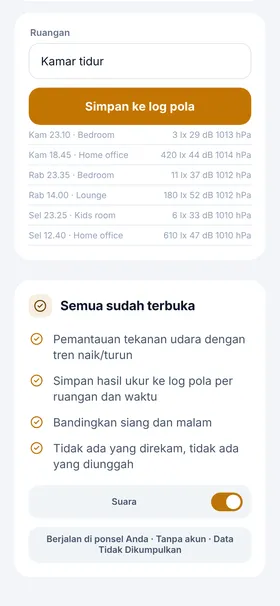 Ruangan
Kamar tidur
Simpan ke log pola
Kam 23.10 · Bedroom 3 lx 29 dB 1013 hPa
Kam 18.45 · Home office 420 lx 44 dB 1014 hPa
Rab 23.35 · Bedroom 11 lx 37 dB 1012 hPa
Rab 14.00 · Lounge 180 lx 52 dB 1012 hPa
Sel 23.25 · Kids room 6 lx 33 dB 1010 hPa
Sel 12.40 · Home office 610 lx 47 dB 1010 hPa
Semua sudah terbuka
Pemantauan tekanan udara dengan
tren naik/turun
Simpan hasil ukur ke log pola per
ruangan dan waktu
Bandingkan siang dan malam
Tidak ada yang direkam, tidak ada
yang diunggah
Suara
Berjalan di ponsel Anda · Tanpa akun · Data
Tidak Dikumpulkan